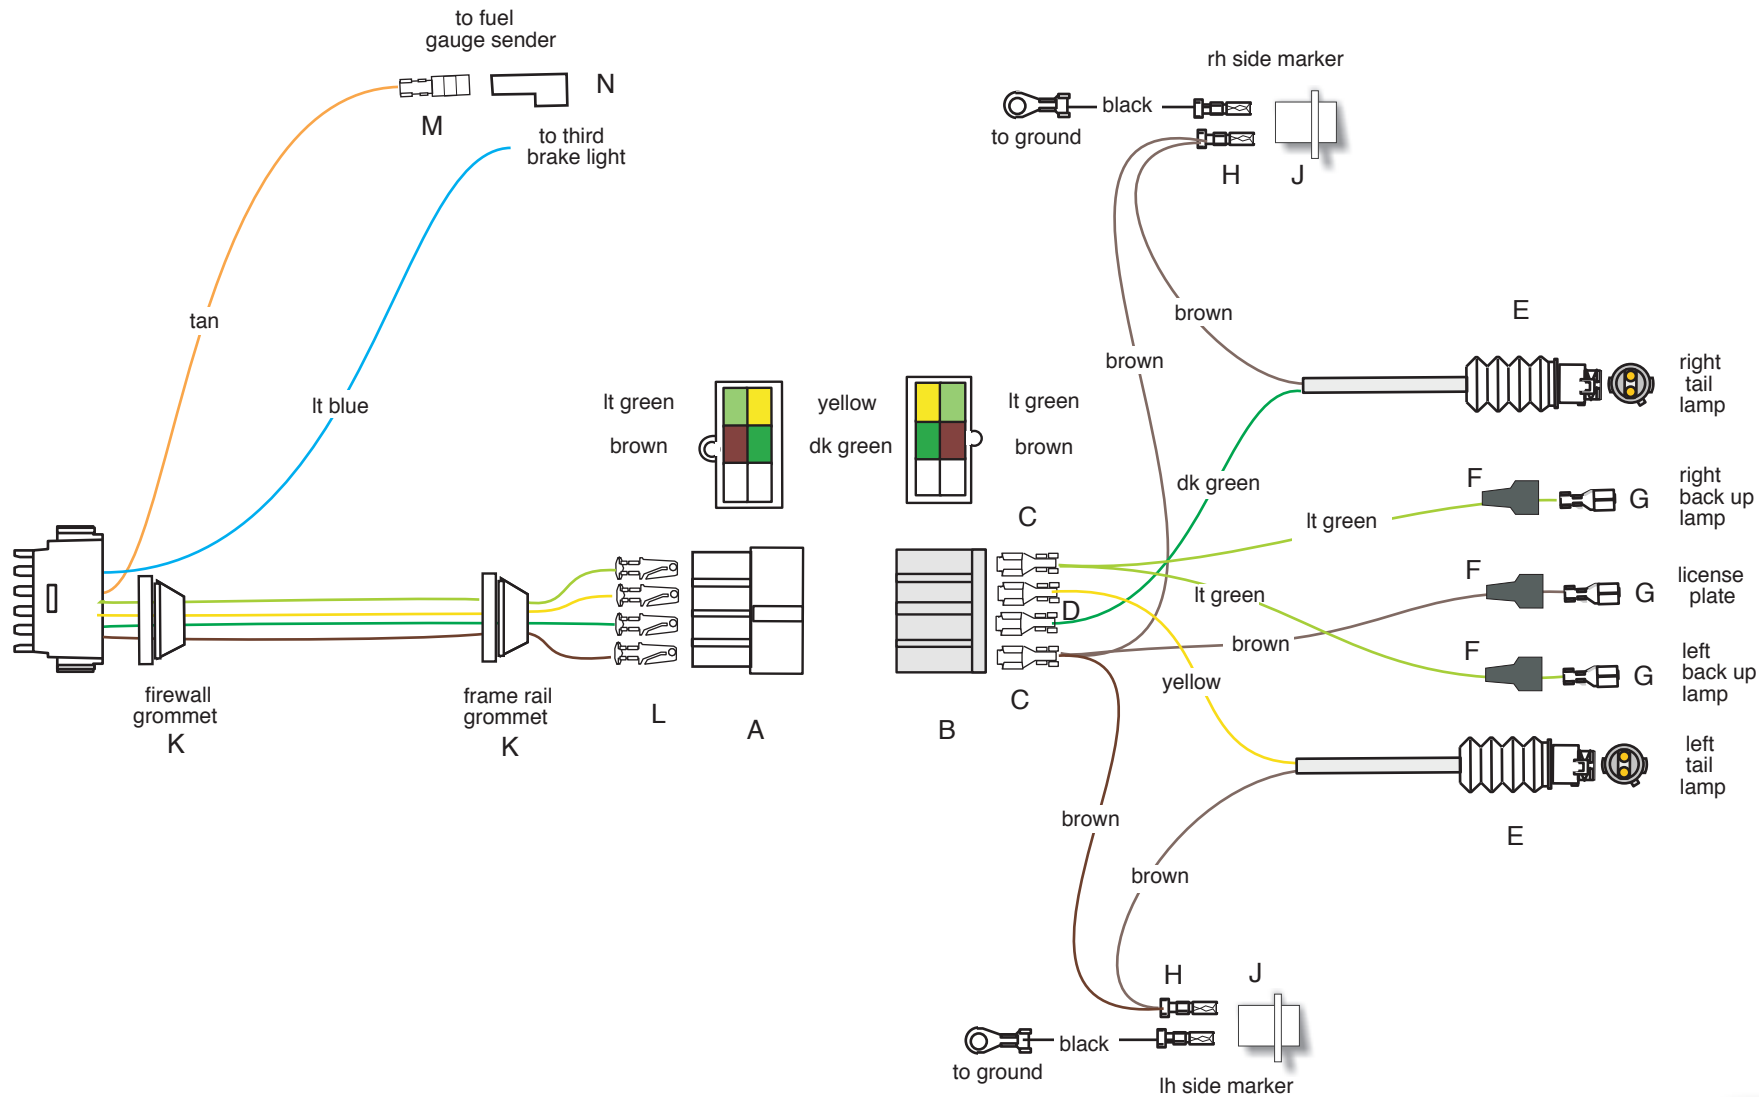 to fuel
gauge sender
N
M
to third
brake light
tan
lt blue
rh side marker
black
to ground
H
J
brown
brown
E
right
tail
lamp
lt green
yellow
lt green
brown
dk green
brown
dk green
C
F
G
right
back up
lamp
lt green
F
G
license
plate
lt green
D
brown
F
G
left
back up
lamp
yellow
C
firewall
grommet
K
frame rail
grommet
K
L
A
B
left
tail
lamp
E
brown
brown
H
J
black
to ground
lh side marker